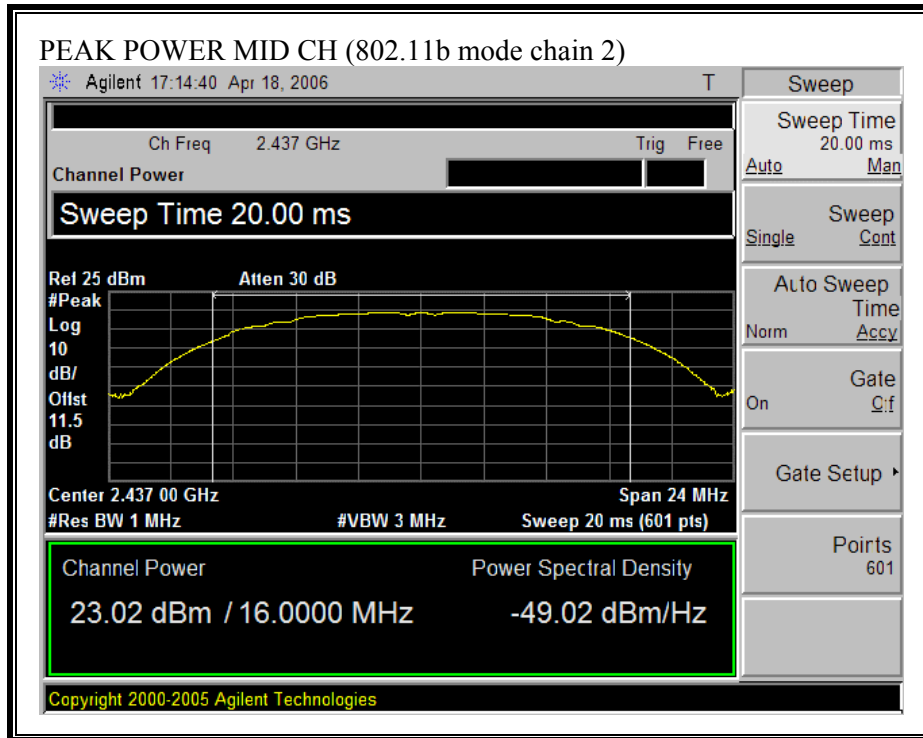 PEAK POWER MID CH (802.11b mode chain 2)
Agilent 17:14:40 Apr 18, 2006 T
Sweep
Ch Freq 2.437 GHz Trig Free
Channel Power
Sweep Time 20.00 ms
Ref 25 dBm Atten 30 dB
#Peak
Log
10
dB/
Offst
11.5
dB
Center 2.437 00 GHz Span 24 MHz
#Res BW 1 MHz #VBW 3 MHz Sweep 20 ms (601 pts)
Channel Power Power Spectral Density
23.02 dBm / 16.0000 MHz -49.02 dBm/Hz
Copyright 2000-2005 Agilent Technologies
Sweep Time
20.00 ms
Auto Man
Sweep
Single Cont
Auto Sweep
Time
Norm Accy
Gate
On Off
Gate Setup
Points
601